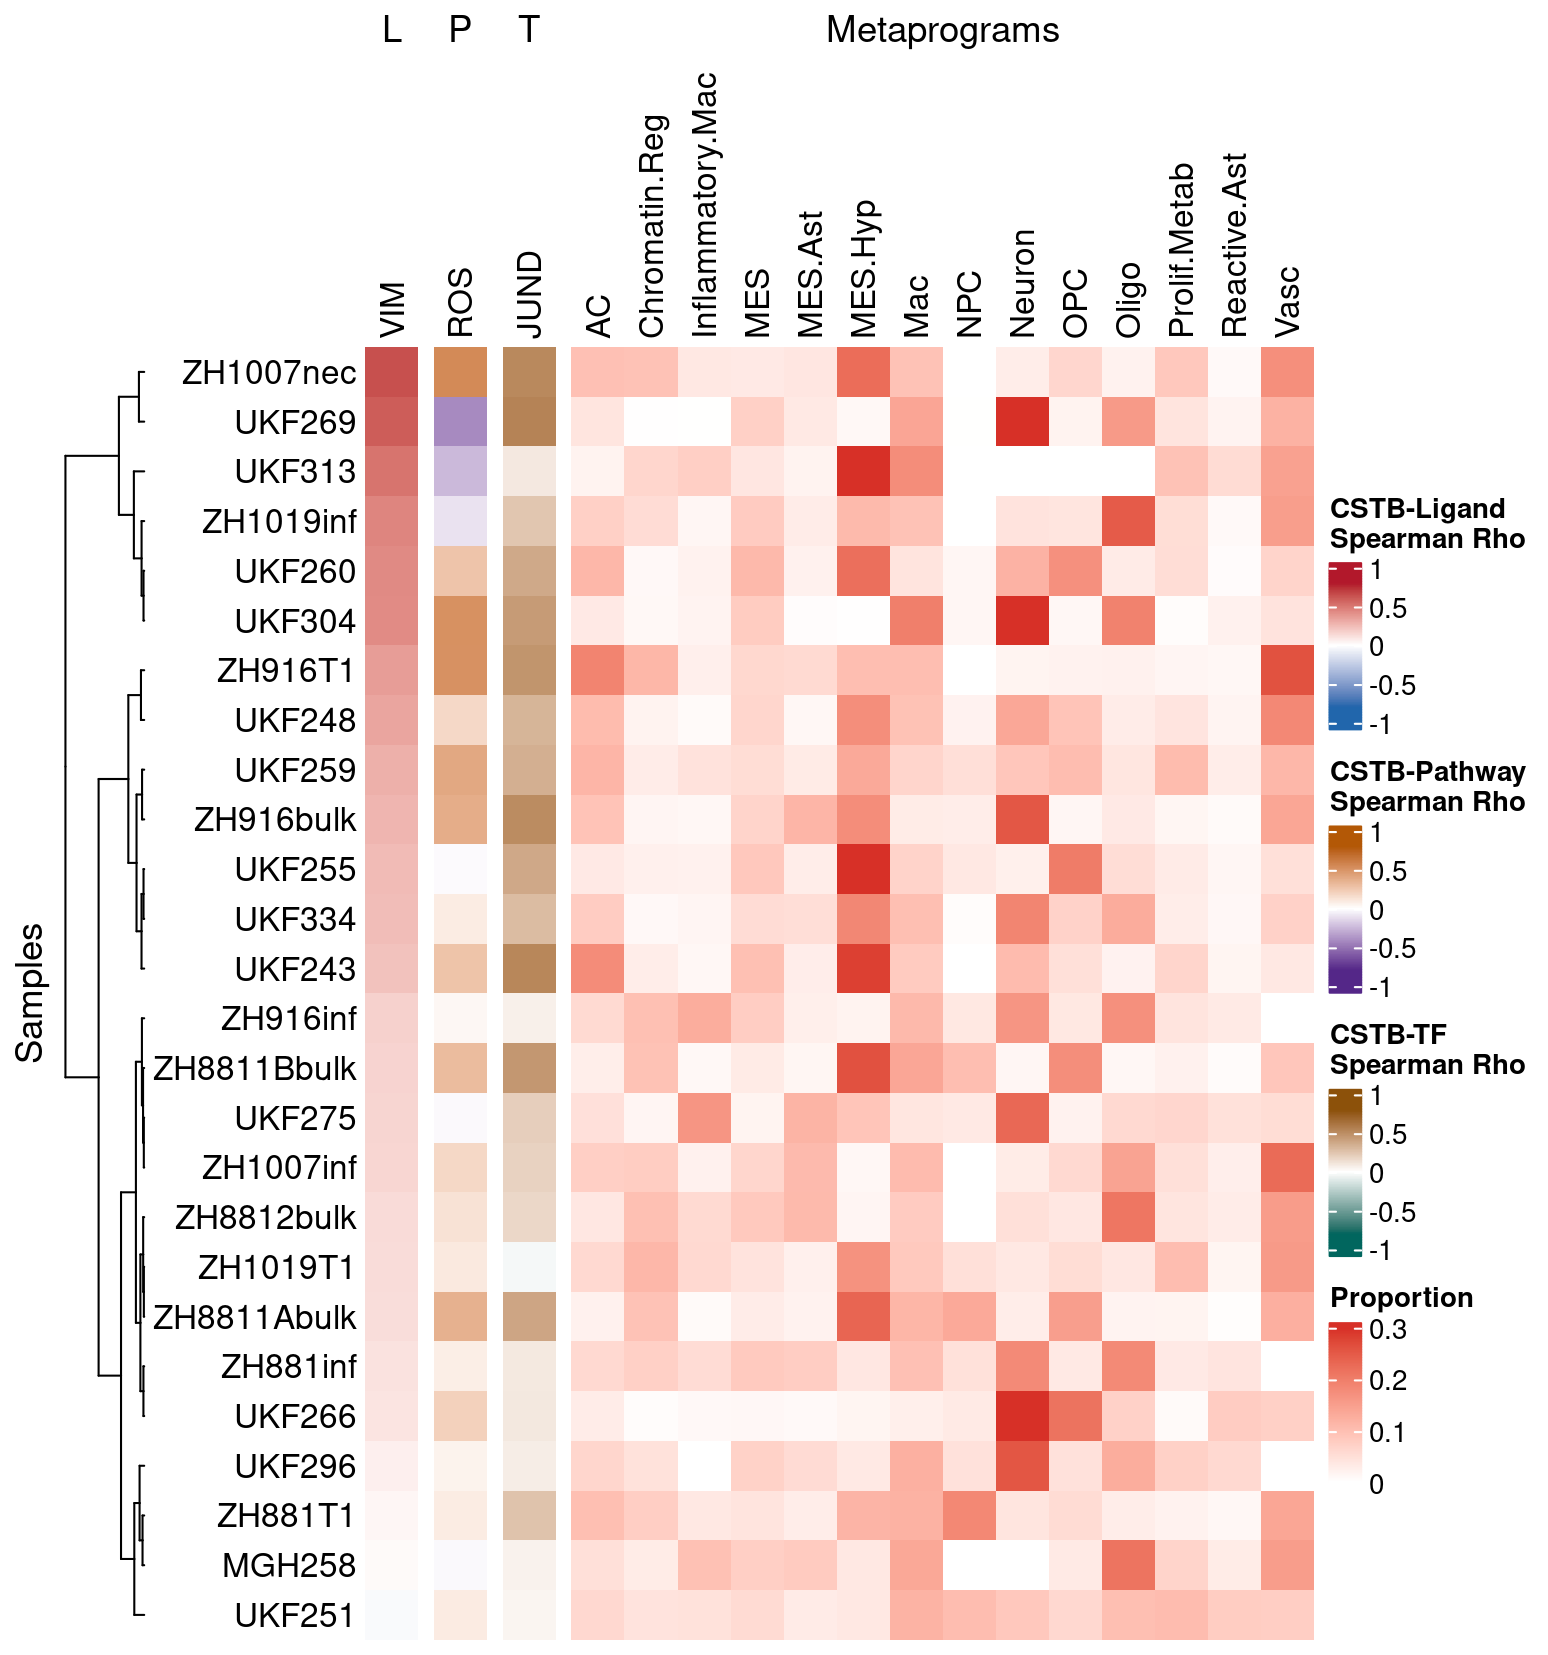 L P T Metaprograms
VIM
ROS
JUND
AC
Chromatin.Reg
Inflammatory.Mac
MES
MES.Ast
MES.Hyp
Mac
NPC
Neuron
OPC
Oligo
Prolif.Metab
Reactive.Ast
Vasc
Samples
ZH1007nec
UKF269
UKF313
ZH1019inf
UKF260
UKF304
ZH916T1
UKF248
UKF259
ZH916bulk
UKF255
UKF334
UKF243
ZH916inf
ZH8811Bbulk
UKF275
ZH1007inf
ZH8812bulk
ZH1019T1
ZH8811Abulk
ZH881inf
UKF266
UKF296
ZH881T1
MGH258
UKF251
CSTB-Ligand
Spearman Rho
1
0.5
0
-0.5
-1
CSTB-Pathway
Spearman Rho
1
0.5
0
-0.5
-1
CSTB-TF
Spearman Rho
1
0.5
0
-0.5
-1
Proportion
0.3
0.2
0.1
0